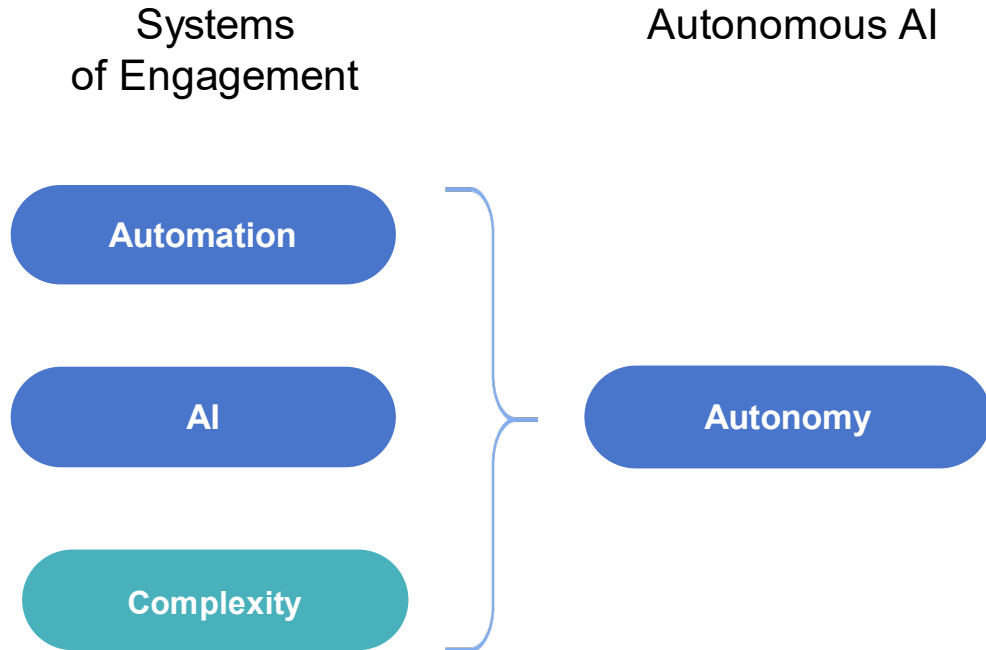 Systems
of Engagement
Autonomous AI
Automation
AI
Autonomy
Complexity